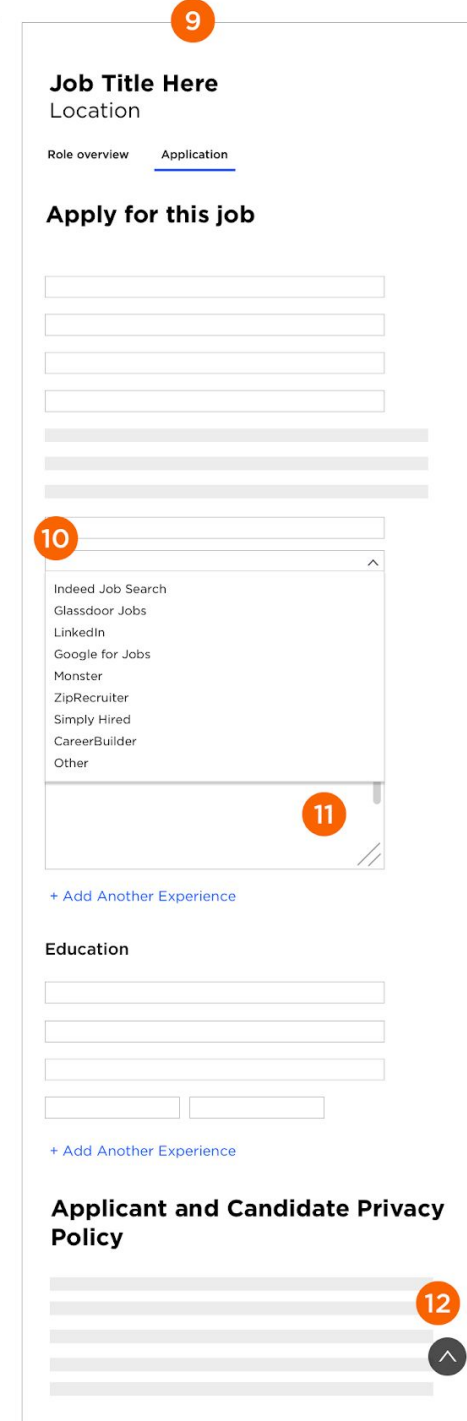 9
Job Title Here
Location
Role overview Application
Apply for this job
10
Indeed Job Search
Glassdoor Jobs
LinkedIn
Google for Jobs
Monster
ZipRecruiter
Simply Hired
CareerBuilder
Other
11
+ Add Another Experience
Education
+ Add Another Experience
Applicant and Candidate Privacy
Policy
12